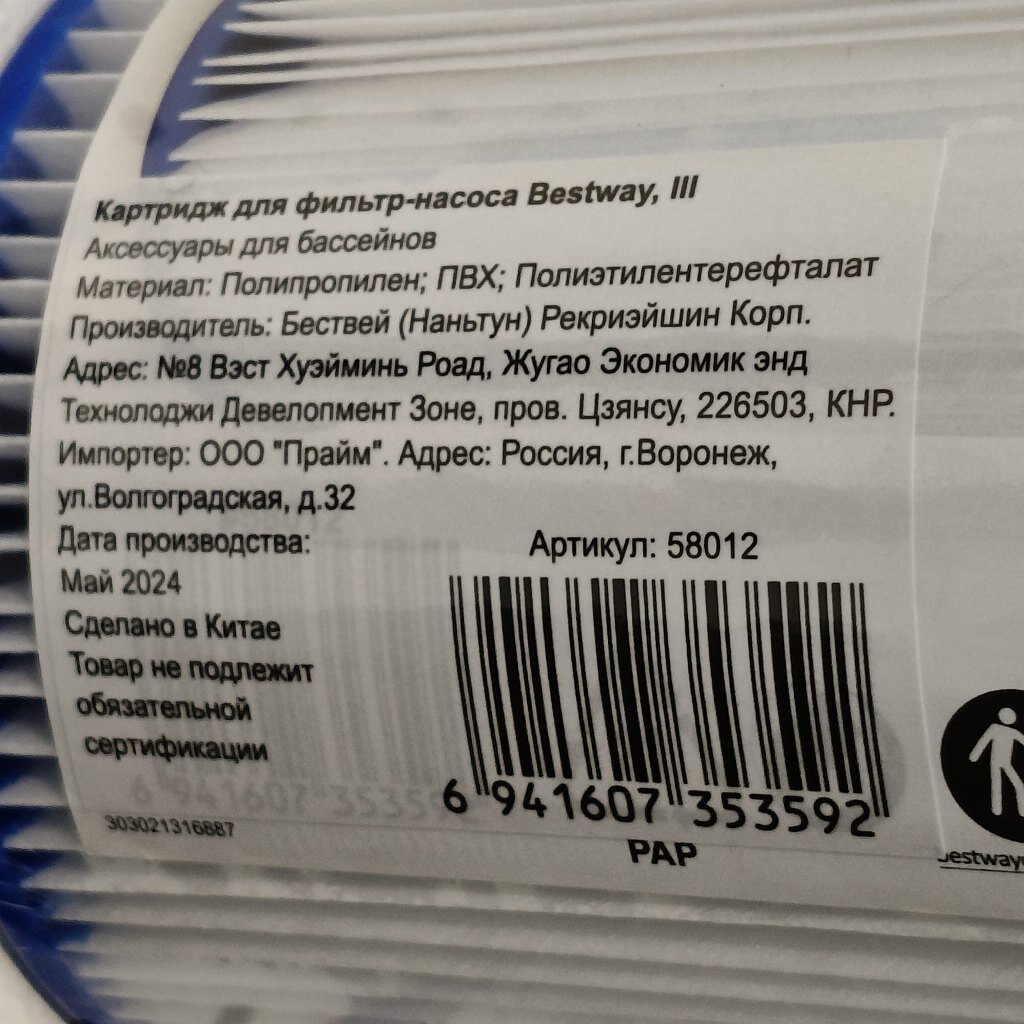 Картридж для фильтр-насоса Bestway, III
Аксессуары для бассейнов
Материал: Полипропилен; ПВХ; Полиэтилентерефталат
Производитель: Бествей (Наньтун) Рекриэйшин Корп.
Адрес: №8 Вэст Хуэйминь Роад, Жугао Экономик энд
Технолоджи Девелопмент Зоне, пров. Цзянсу, 226503, КНР.
Импортер: ООО "Прайм". Адрес: Россия, г.Воронеж,
ул.Волгоградская, д.32
Дата производства:
Май 2024
Сделано в Китае
Товар не подлежит
обязательной
сертификации
303021316887
Артикул: 58012
6 941607 353592
PAP
bestway